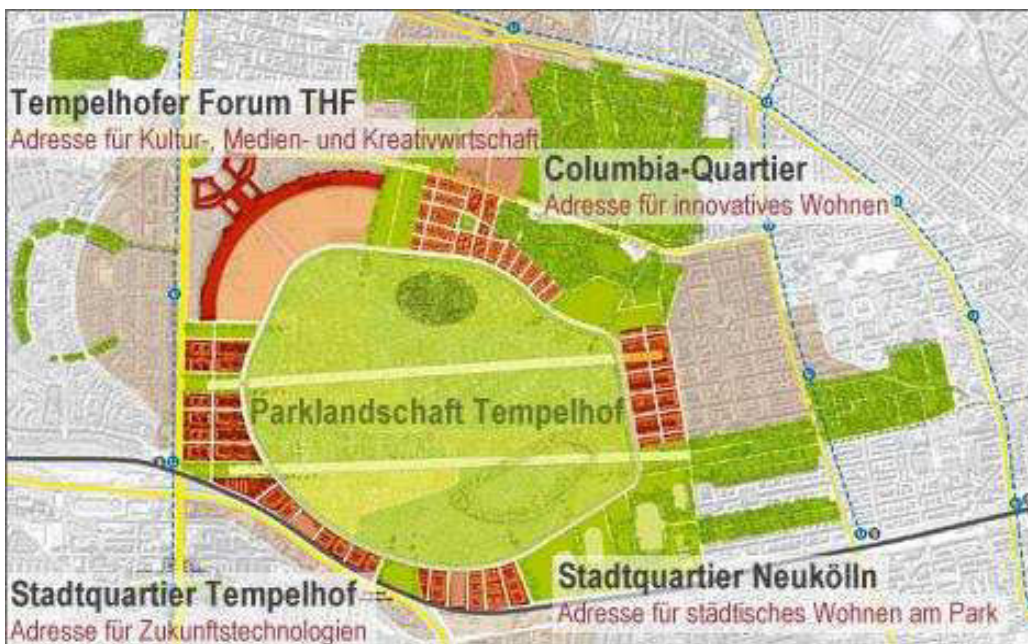 Tempelhofer Forum THF
Adresse für Kultur-, Medien- und Kreativwirtschaft
Columbia-Quartier
Adresse für innovatives Wohnen
Parklandschaft Tempelhof
Stadtquartier Tempelhof
Adresse für Zukunftstechnologien
Stadtquartier Neukölln
Adresse für städtisches Wohnen am Park